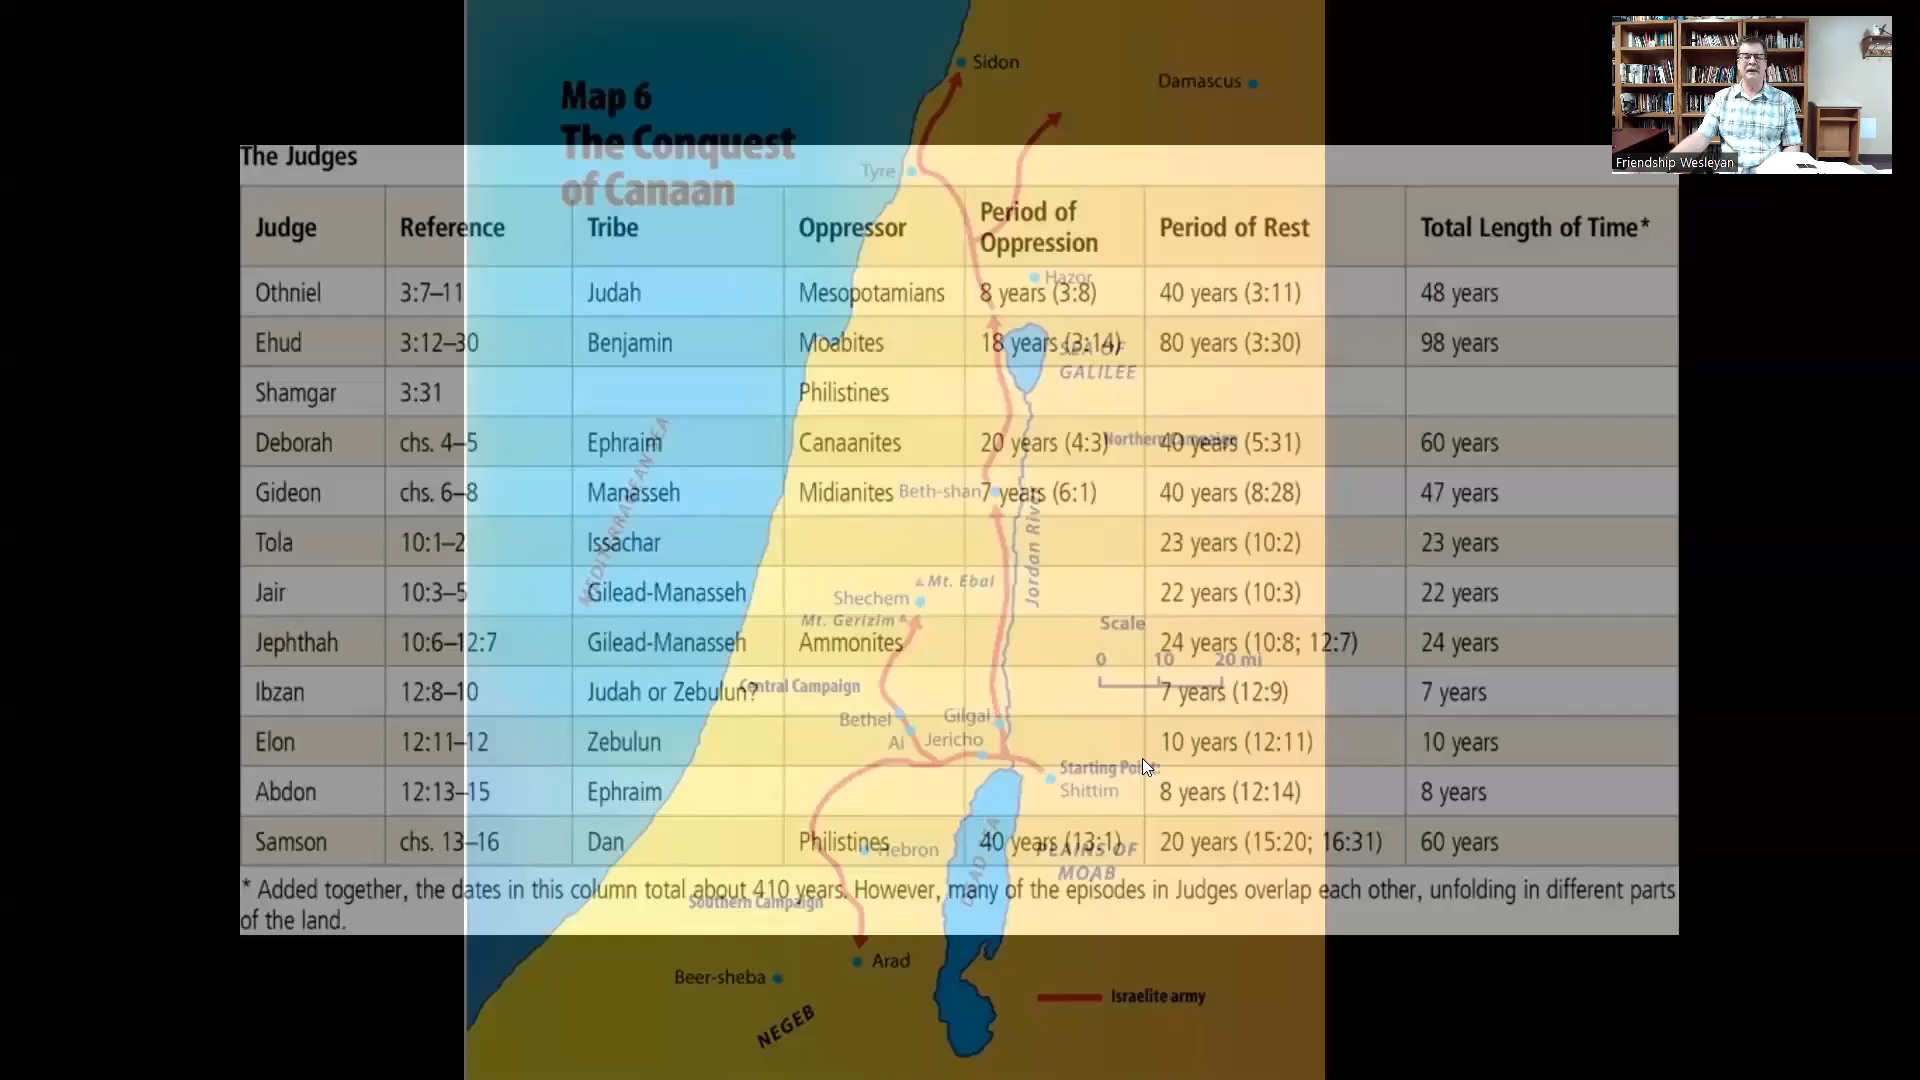 Map 6
The Conquest
of Canaan
Sidon
Damascus
Tyre
Hazor
SEA OF
GALILEE
MEDITERRANEAN SEA
Northern Campaign
Beth-shan
Jordan River
Mt. Ebal
Shechem
Mt. Gerizim
Scale
0 10 20 mi
Central Campaign
Bethel
Gilgal
Ai
Jericho
Starting Point:
Shittim
Hebron
DEAD SEA
PLAINS OF
MOAB
Southern Campaign
Arad
Beer-sheba
NEGEB
Israelite army
Friendship Wesleyan
The Judges
Judge Reference Tribe Oppressor Period of Oppression Period of Rest Total Length of Time*
Othniel 3:7–11 Judah Mesopotamians 8 years (3:8) 40 years (3:11) 48 years
Ehud 3:12–30 Benjamin Moabites 18 years (3:14) 80 years (3:30) 98 years
Shamgar 3:31 Philistines
Deborah chs. 4–5 Ephraim Canaanites 20 years (4:3) 40 years (5:31) 60 years
Gideon chs. 6–8 Manasseh Midianites 7 years (6:1) 40 years (8:28) 47 years
Tola 10:1–2 Issachar 23 years (10:2) 23 years
Jair 10:3–5 Gilead-Manasseh 22 years (10:3) 22 years
Jephthah 10:6–12:7 Gilead-Manasseh Ammonites 24 years (10:8; 12:7) 24 years
Ibzan 12:8–10 Judah or Zebulun? 7 years (12:9) 7 years
Elon 12:11–12 Zebulun 10 years (12:11) 10 years
Abdon 12:13–15 Ephraim 8 years (12:14) 8 years
Samson chs. 13–16 Dan Philistines 40 years (13:1) 20 years (15:20; 16:31) 60 years
* Added together, the dates in this column total about 410 years. However, many of the episodes in Judges overlap each other, unfolding in different parts
of the land.